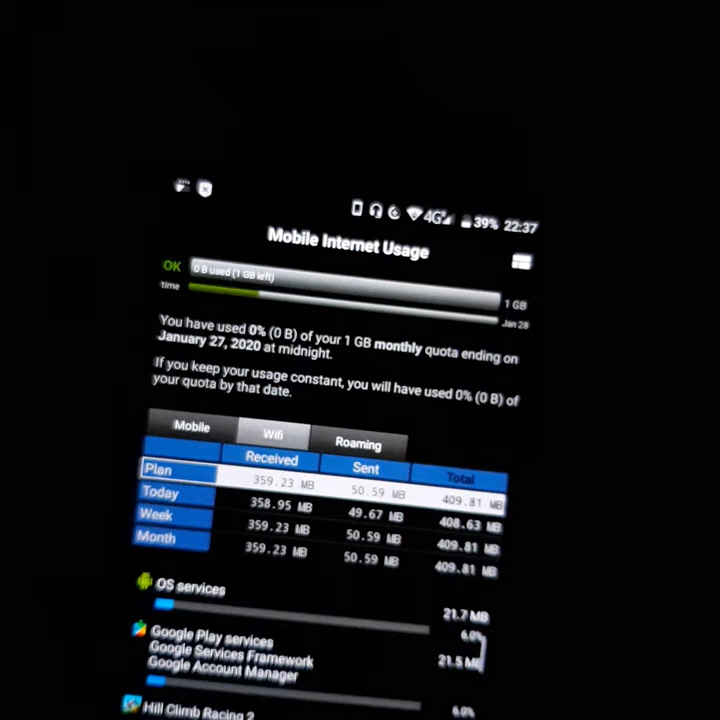 4G 39% 22:37
Mobile Internet Usage
OK 0 B used (1 GB left) 1 GB
time Jan 28
You have used 0% (0 B) of your 1 GB monthly quota ending on
January 27, 2020 at midnight.
If you keep your usage constant, you will have used 0% (0 B) of
your quota by that date.
Mobile Wifi Roaming
Received Sent Total
Plan 359.23 MB 50.59 MB 409.81 MB
Today 358.95 MB 49.67 MB 408.63 MB
Week 359.23 MB 50.59 MB 409.81 MB
Month 359.23 MB 50.59 MB 409.81 MB
OS services 21.7 MB
6.0%
Google Play services
Google Services Framework
Google Account Manager 21.5 MB
6.0%
Hill Climb Racing 2